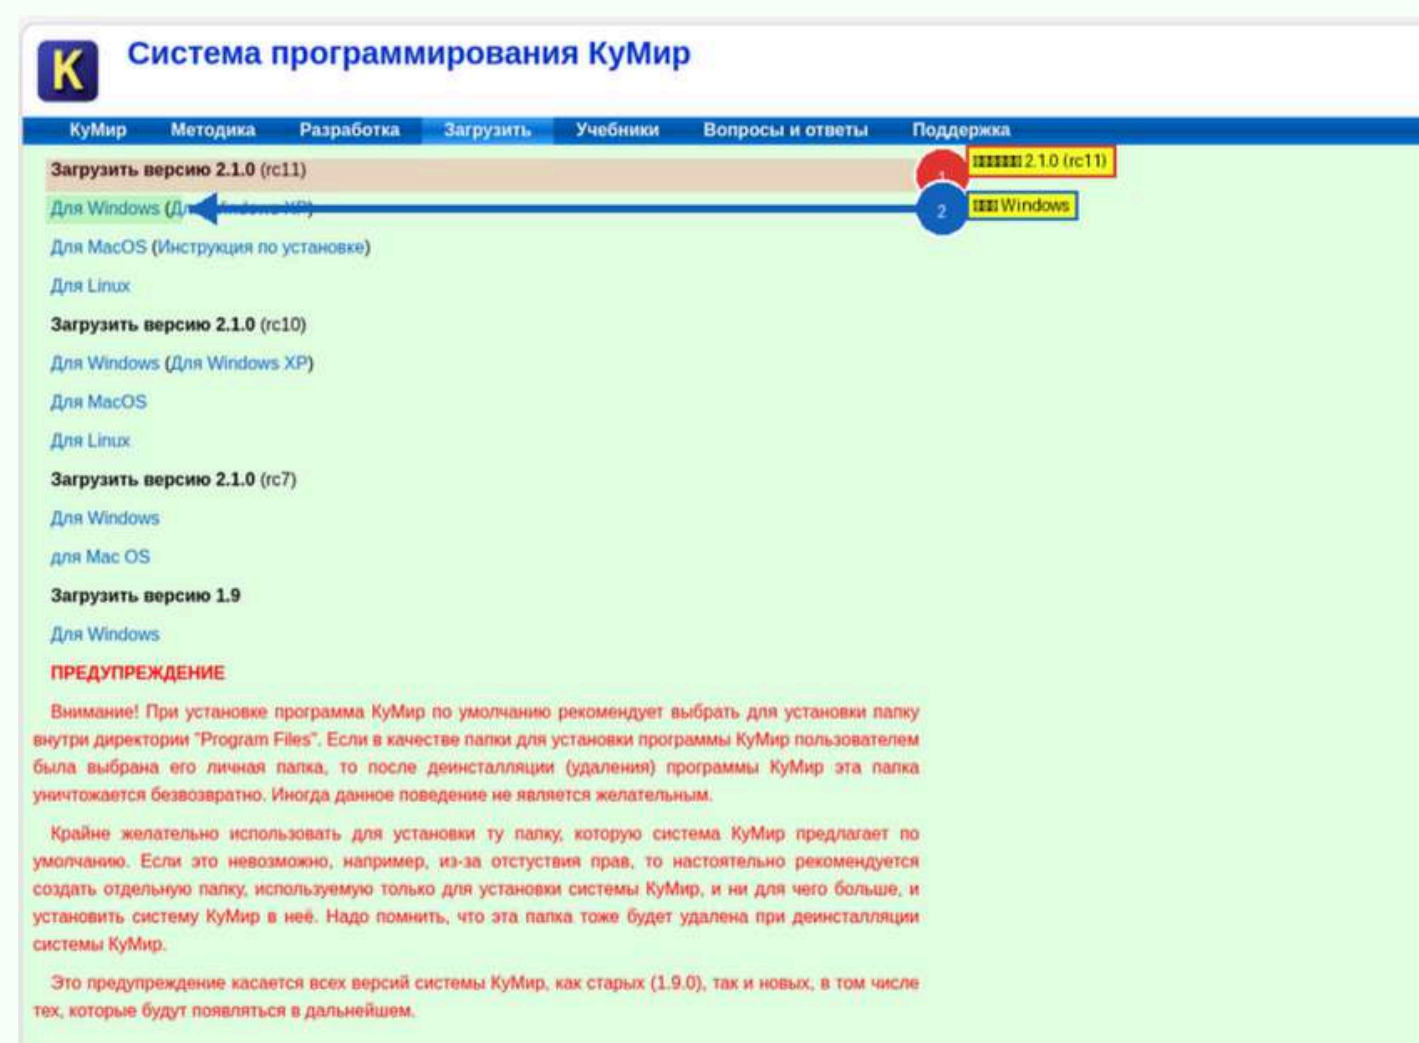 K
Система программирования КуМир
КуМир Методика Разработка Загрузить Учебники Вопросы и ответы Поддержка
Загрузить версию 2.1.0 (rc11)
1
2.1.0 (rc11)
Для Windows (Для Windows XP)
2
Windows
Для MacOS (Инструкция по установке)
Для Linux
Загрузить версию 2.1.0 (rc10)
Для Windows (Для Windows XP)
Для MacOS
Для Linux
Загрузить версию 2.1.0 (rc7)
Для Windows
для Mac OS
Загрузить версию 1.9
Для Windows
ПРЕДУПРЕЖДЕНИЕ
Внимание! При установке программа КуМир по умолчанию рекомендует выбрать для установки папку
внутри директории "Program Files". Если в качестве папки для установки программы КуМир пользователем
была выбрана его личная папка, то после деинсталляции (удаления) программы КуМир эта папка
уничтожается безвозвратно. Иногда данное поведение не является желательным.
Крайне желательно использовать для установки ту папку, которую система КуМир предлагает по
умолчанию. Если это невозможно, например, из-за отстуствия прав, то настоятельно рекомендуется
создать отдельную папку, используемую только для установки системы КуМир, и ни для чего больше, и
установить систему КуМир в неё. Надо помнить, что эта папка тоже будет удалена при деинсталляции
системы КуМир.
Это предупреждение касается всех версий системы КуМир, как старых (1.9.0), так и новых, в том числе
тех, которые будут появляться в дальнейшем.